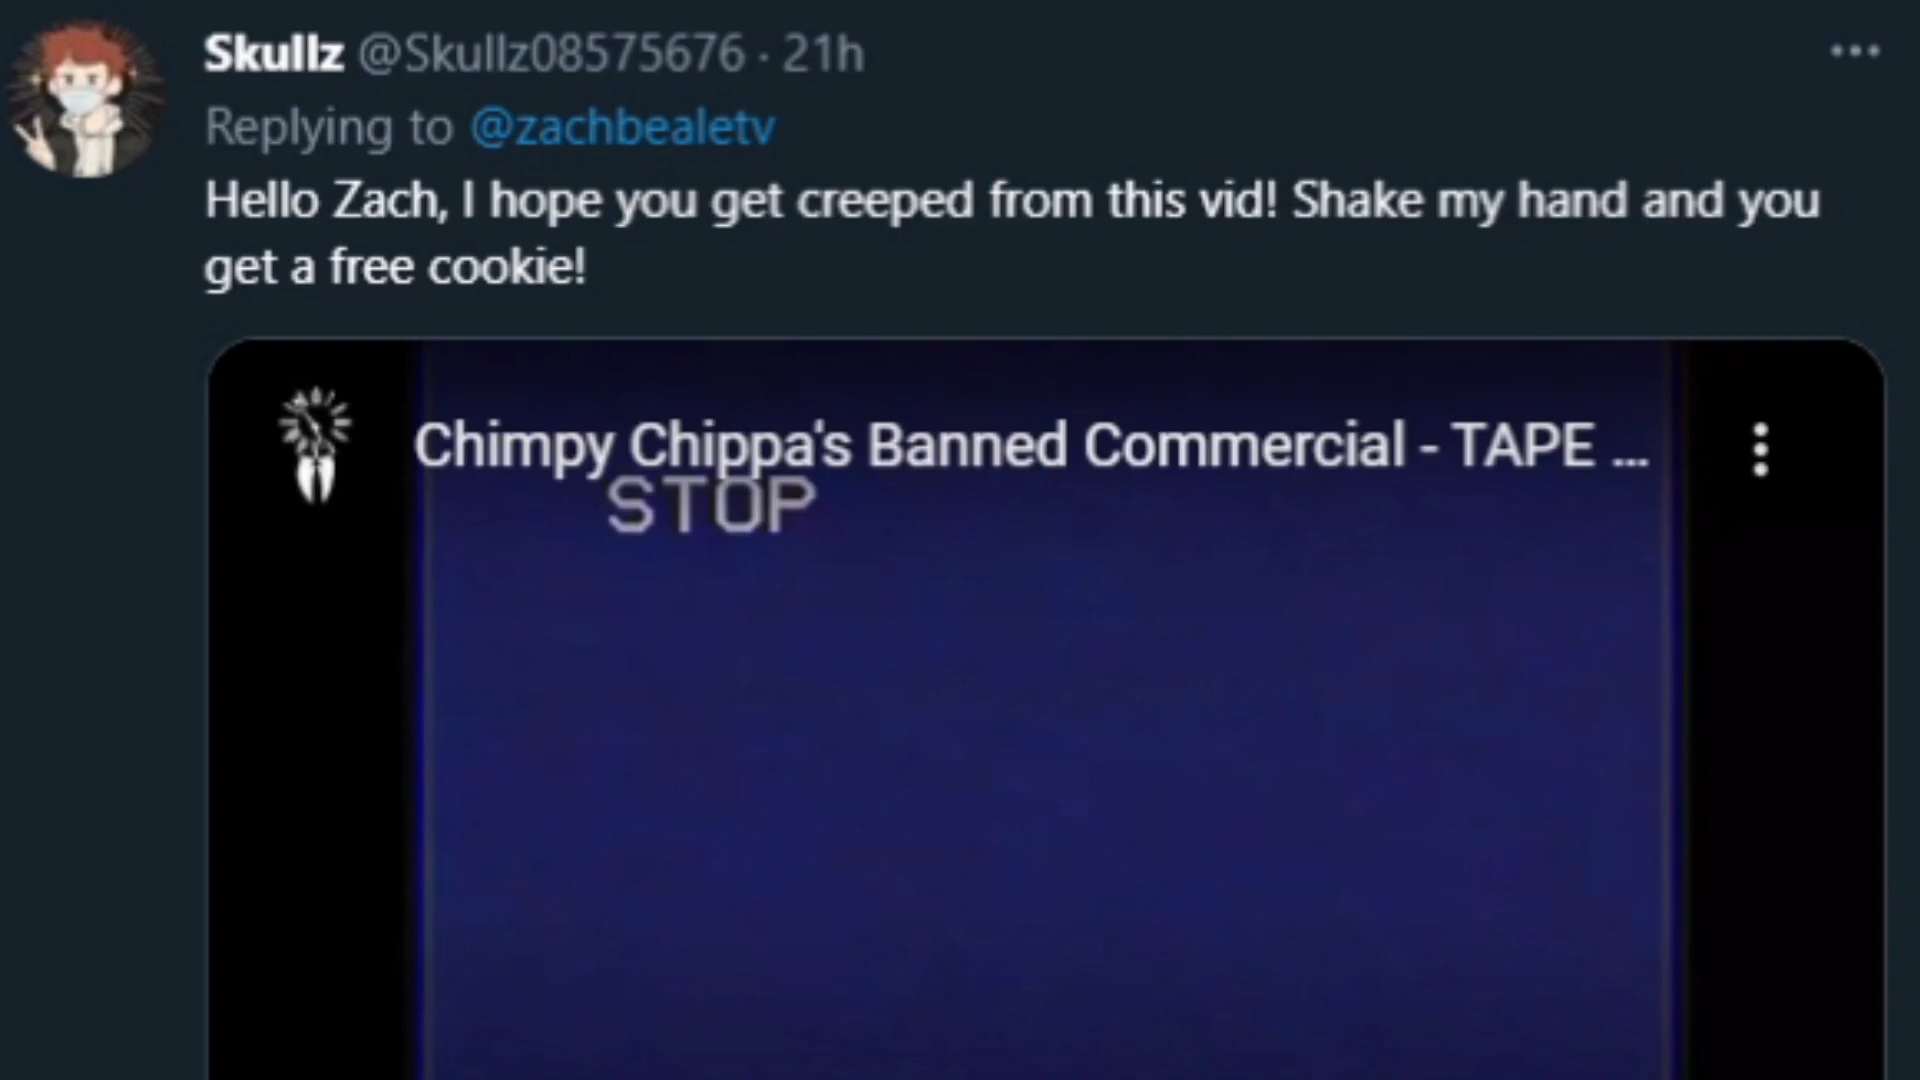 Skullz @Skullz08575676 · 21h
Replying to @zachbealetv
Hello Zach, I hope you get creeped from this vid! Shake my hand and you
get a free cookie!
Chimpy Chippa's Banned Commercial - TAPE ...
STOP